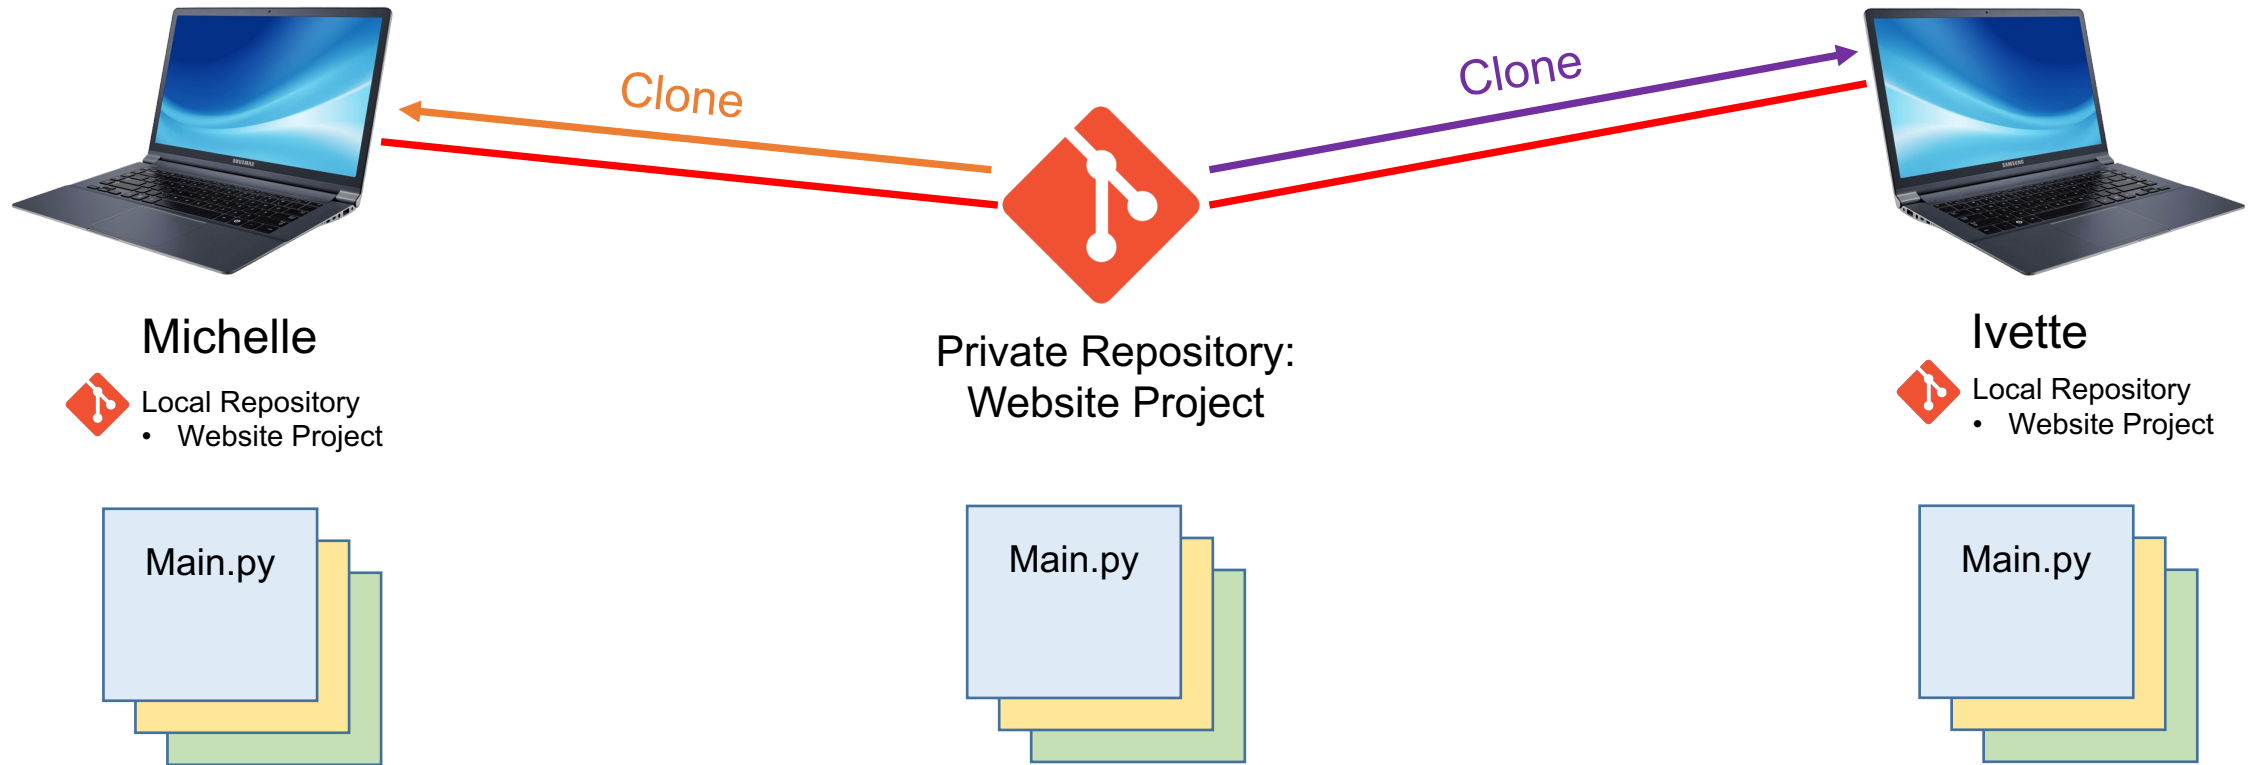 Clone
Clone
Michelle
Local Repository
• Website Project
Private Repository:
Website Project
Ivette
Local Repository
• Website Project
Main.py
Main.py
Main.py
SAMSUNG